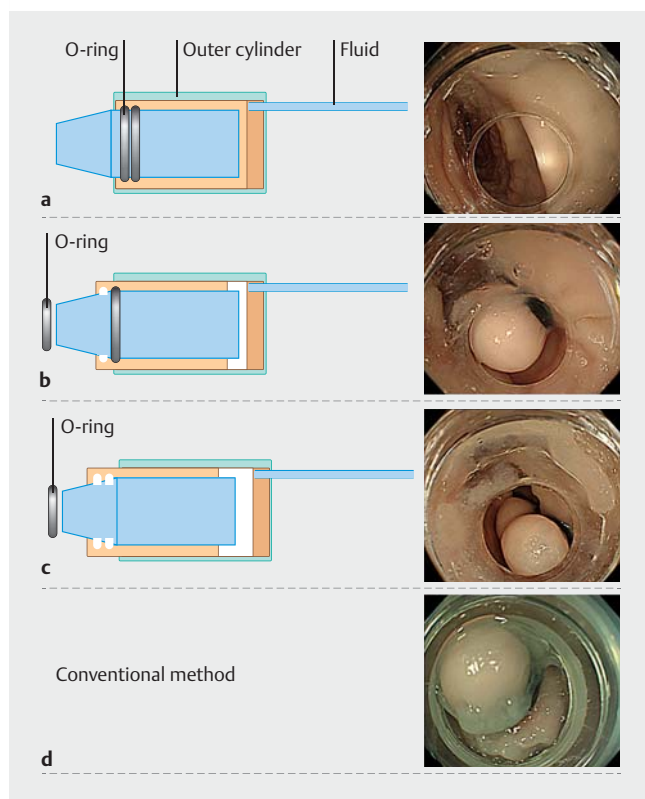 O-ring Outer cylinder Fluid
a
O-ring
b
O-ring
c
Conventional method
d